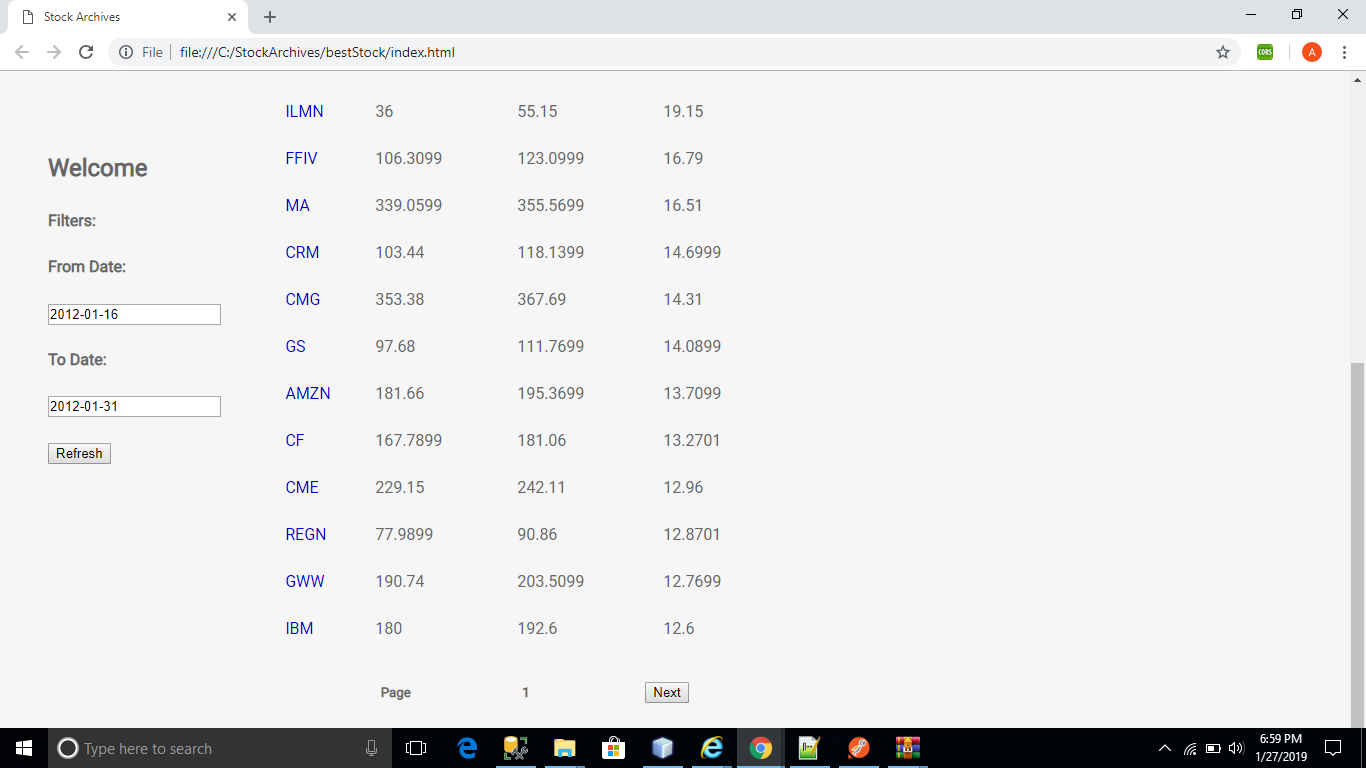 Stock Archives
File file:///C:/StockArchives/bestStock/index.html
CORS
A
Welcome
Filters:
From Date:
2012-01-16
To Date:
2012-01-31
Refresh
ILMN 36 55.15 19.15
FFIV 106.3099 123.0999 16.79
MA 339.0599 355.5699 16.51
CRM 103.44 118.1399 14.6999
CMG 353.38 367.69 14.31
GS 97.68 111.7699 14.0899
AMZN 181.66 195.3699 13.7099
CF 167.7899 181.06 13.2701
CME 229.15 242.11 12.96
REGN 77.9899 90.86 12.8701
GWW 190.74 203.5099 12.7699
IBM 180 192.6 12.6
Page 1 Next
Type here to search
6:59 PM
1/27/2019